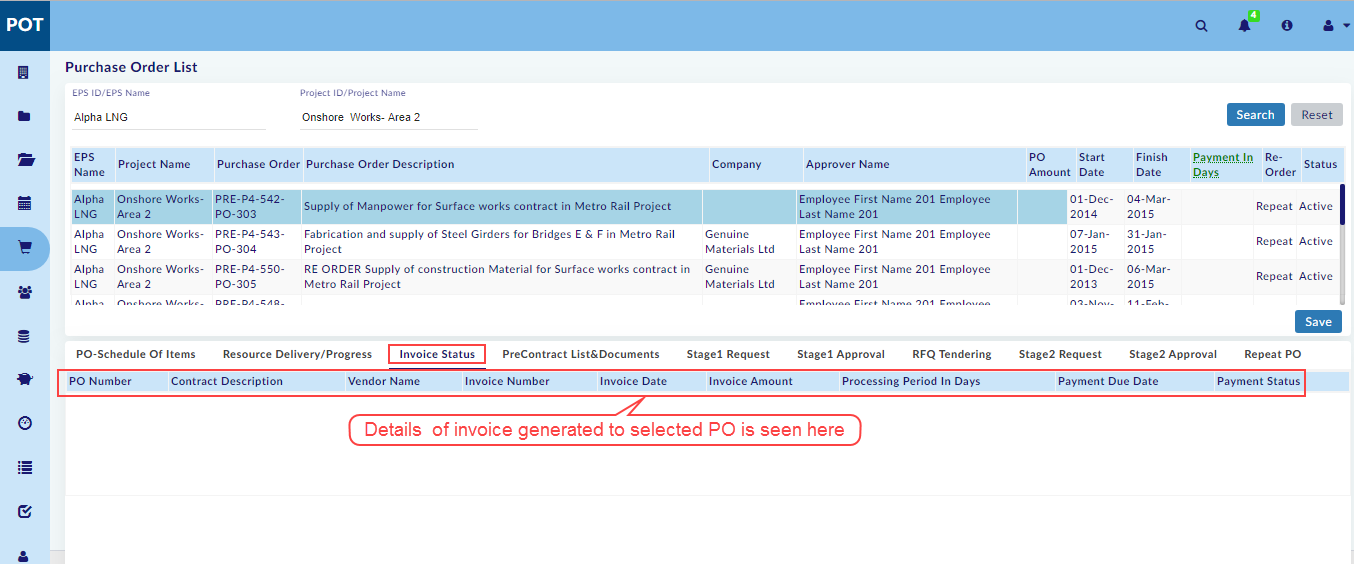 POT
4
Purchase Order List
EPS ID/EPS Name
Project ID/Project Name
Alpha LNG
Onshore  Works- Area 2
Search
Reset
EPS Name Project Name Purchase Order Purchase Order Description Company Approver Name PO Amount Start Date Finish Date Payment In Days Re-Order Status
Alpha LNG Onshore Works- Area 2 PRE-P4-542-PO-303 Supply of Manpower for Surface works contract in Metro Rail Project Employee First Name 201 Employee Last Name 201 01-Dec-2014 04-Mar-2015 Repeat Active
Alpha LNG Onshore Works- Area 2 PRE-P4-543-PO-304 Fabrication and supply of Steel Girders for Bridges E & F in Metro Rail Project Genuine Materials Ltd Employee First Name 201 Employee Last Name 201 07-Jan-2015 31-Jan-2015 Repeat Active
Alpha LNG Onshore Works- Area 2 PRE-P4-550-PO-305 RE ORDER Supply of construction Material for Surface works contract in Metro Rail Project Genuine Materials Ltd Employee First Name 201 Employee Last Name 201 01-Dec-2013 06-Mar-2015 Repeat Active
Alpha Onshore Works- PRE-P4-548- Employee First Name 201 Employee 03-Nov- 11-Feb-
Save
PO-Schedule Of Items Resource Delivery/Progress Invoice Status PreContract List&Documents Stage1 Request Stage1 Approval RFQ Tendering Stage2 Request Stage2 Approval Repeat PO
PO Number Contract Description Vendor Name Invoice Number Invoice Date Invoice Amount Processing Period In Days Payment Due Date Payment Status
Details  of invoice generated to selected PO is seen here